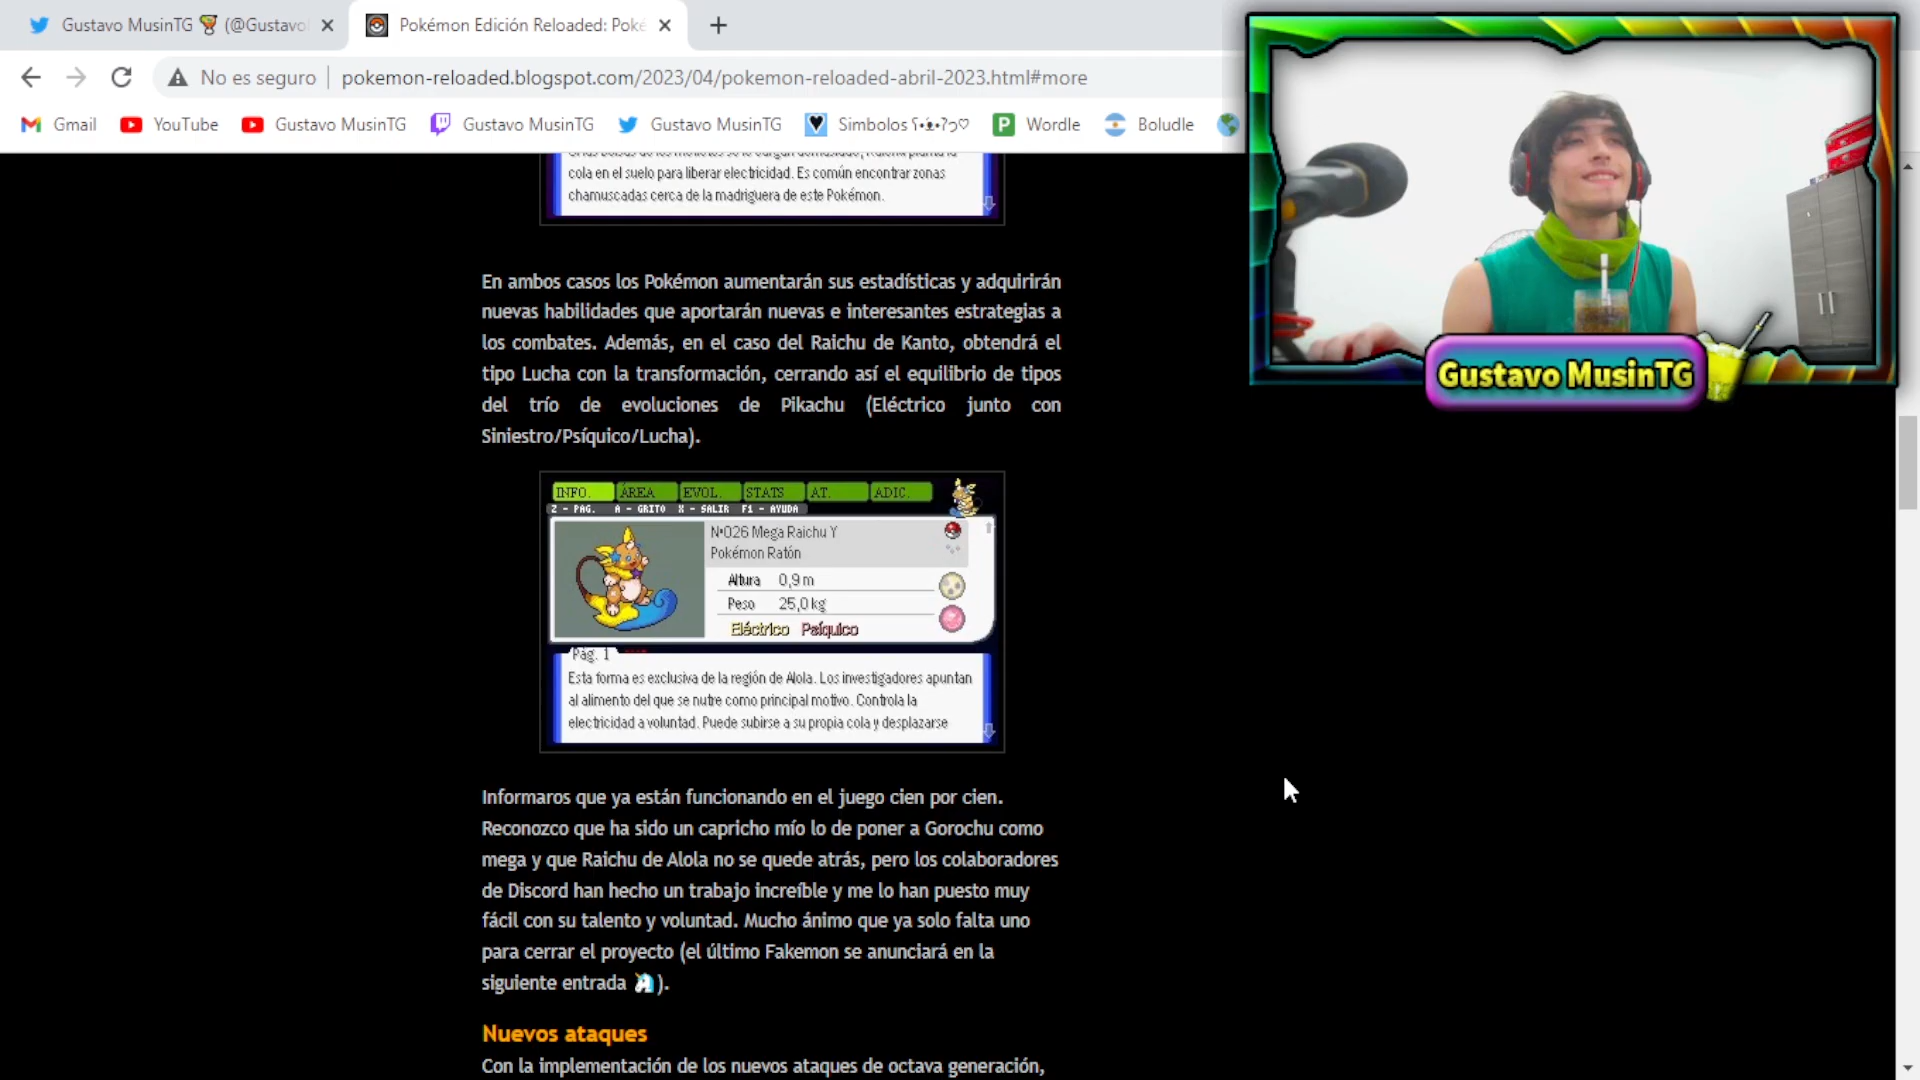 Gustavo MusinTG 🍹 (@Gustavo
Pokémon Edición Reloaded: Poké
No es seguro
pokemon-reloaded.blogspot.com/2023/04/pokemon-reloaded-abril-2023.html#more
Gmail
YouTube
Gustavo MusinTG
Gustavo MusinTG
Gustavo MusinTG
Simbolos
Wordle
Boludle
Gustavo MusinTG
cola en el suelo para liberar electricidad. Es común encontrar zonas
chamuscadas cerca de la madriguera de este Pokémon.
En ambos casos los Pokémon aumentarán sus estadísticas y adquirirán
nuevas habilidades que aportarán nuevas e interesantes estrategias a
los combates. Además, en el caso del Raichu de Kanto, obtendrá el
tipo Lucha con la transformación, cerrando así el equilibrio de tipos
del trío de evoluciones de Pikachu (Eléctrico junto con
Siniestro/Psíquico/Lucha).
INFO. ÁREA EVOL. STATS AT. ADIC.
Z - PAG. A - GRITO X - SALIR F1 - AYUDA
Nº026 Mega Raichu Y
Pokémon Ratón
Altura 0,9 m
Peso 25,0 kg
Eléctrico Psíquico
Pág. 1
Esta forma es exclusiva de la región de Alola. Los investigadores apuntan
al alimento del que se nutre como principal motivo. Controla la
electricidad a voluntad. Puede subirse a su propia cola y desplazarse
Informaros que ya están funcionando en el juego cien por cien.
Reconozco que ha sido un capricho mío lo de poner a Gorochu como
mega y que Raichu de Alola no se quede atrás, pero los colaboradores
de Discord han hecho un trabajo increíble y me lo han puesto muy
fácil con su talento y voluntad. Mucho ánimo que ya solo falta uno
para cerrar el proyecto (el último Fakemon se anunciará en la
siguiente entrada 🦄).
Nuevos ataques
Con la implementación de los nuevos ataques de octava generación,